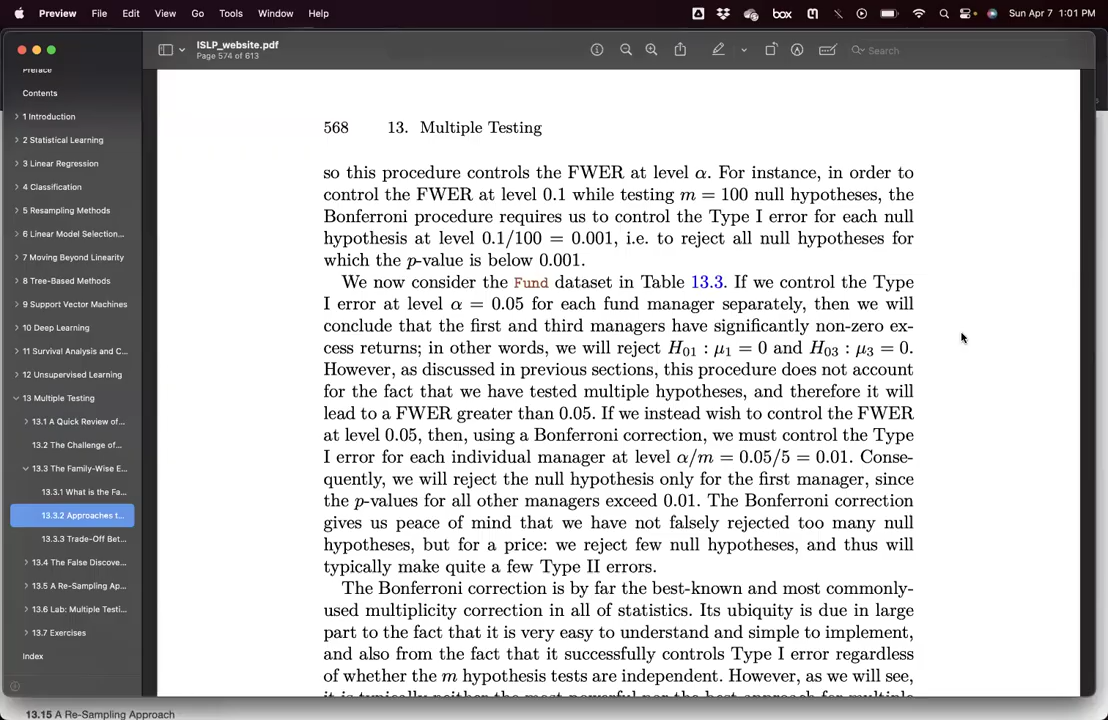 Preview File Edit View Go Tools Window Help
box
Sun Apr 7 1:01 PM
ISLP_website.pdf
Page 574 of 613
Search
Preface
Contents
1 Introduction
2 Statistical Learning
3 Linear Regression
4 Classification
5 Resampling Methods
6 Linear Model Selection...
7 Moving Beyond Linearity
8 Tree-Based Methods
9 Support Vector Machines
10 Deep Learning
11 Survival Analysis and C...
12 Unsupervised Learning
13 Multiple Testing
13.1 A Quick Review of...
13.2 The Challenge of...
13.3 The Family-Wise E...
13.3.1 What is the Fa...
13.3.2 Approaches t...
13.3.3 Trade-Off Bet...
13.4 The False Discove...
13.5 A Re-Sampling Ap...
13.6 Lab: Multiple Testi...
13.7 Exercises
Index
568 13. Multiple Testing
so this procedure controls the FWER at level α. For instance, in order to
control the FWER at level 0.1 while testing m = 100 null hypotheses, the
Bonferroni procedure requires us to control the Type I error for each null
hypothesis at level 0.1/100 = 0.001, i.e. to reject all null hypotheses for
which the p-value is below 0.001.
We now consider the Fund dataset in Table 13.3. If we control the Type
I error at level α = 0.05 for each fund manager separately, then we will
conclude that the first and third managers have significantly non-zero ex-
cess returns; in other words, we will reject H01 : μ1 = 0 and H03 : μ3 = 0.
However, as discussed in previous sections, this procedure does not account
for the fact that we have tested multiple hypotheses, and therefore it will
lead to a FWER greater than 0.05. If we instead wish to control the FWER
at level 0.05, then, using a Bonferroni correction, we must control the Type
I error for each individual manager at level α/m = 0.05/5 = 0.01. Conse-
quently, we will reject the null hypothesis only for the first manager, since
the p-values for all other managers exceed 0.01. The Bonferroni correction
gives us peace of mind that we have not falsely rejected too many null
hypotheses, but for a price: we reject few null hypotheses, and thus will
typically make quite a few Type II errors.
The Bonferroni correction is by far the best-known and most commonly-
used multiplicity correction in all of statistics. Its ubiquity is due in large
part to the fact that it is very easy to understand and simple to implement,
and also from the fact that it successfully controls Type I error regardless
of whether the m hypothesis tests are independent. However, as we will see,
it is typically neither the most powerful nor the best approach for multiple
13.15 A Re-Sampling Approach